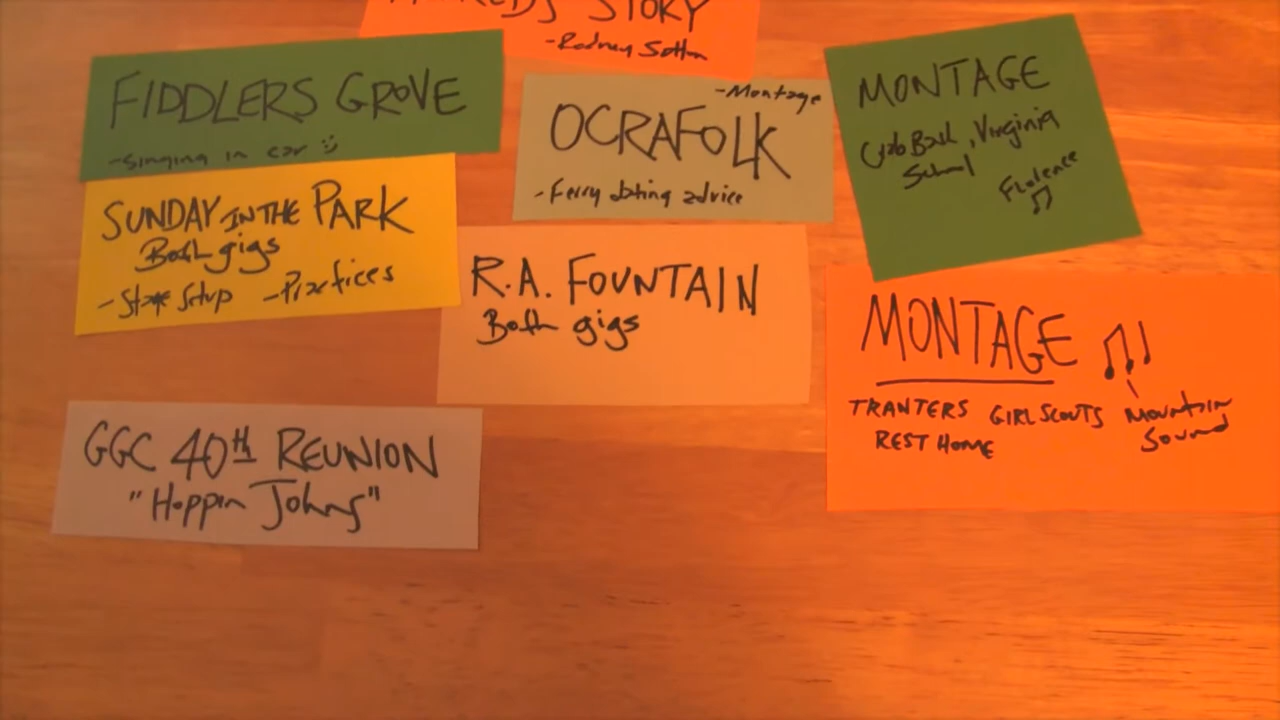 STORY
-Rodney Sutton
FIDDLERS GROVE
-singing in car
SUNDAY IN THE PARK
Both gigs
-Stage Setup -Practices
-Montage
OCRAFOLK
-Ferry dating advice
R.A. FOUNTAIN
Both gigs
GGC 40th REUNION
"Hoppin Johns"
MONTAGE
Crab Bash, Virginia
School
Florence
MONTAGE
TRANTERS GIRL SCOUTS Mountain
REST HOME Sound